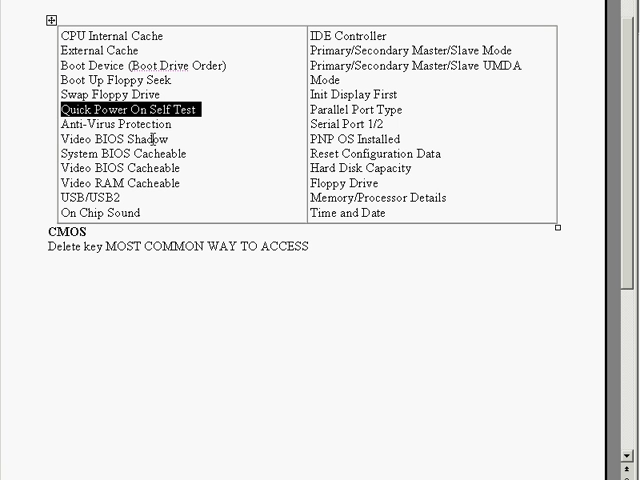 CPU Internal Cache
External Cache
Boot Device (Boot Drive Order)
Boot Up Floppy Seek
Swap Floppy Drive
Quick Power On Self Test
Anti-Virus Protection
Video BIOS Shadow
System BIOS Cacheable
Video BIOS Cacheable
Video RAM Cacheable
USB/USB2
On Chip Sound
IDE Controller
Primary/Secondary Master/Slave Mode
Primary/Secondary Master/Slave UMDA
Mode
Init Display First
Parallel Port Type
Serial Port 1/2
PNP OS Installed
Reset Configuration Data
Hard Disk Capacity
Floppy Drive
Memory/Processor Details
Time and Date
CMOS
Delete key MOST COMMON WAY TO ACCESS